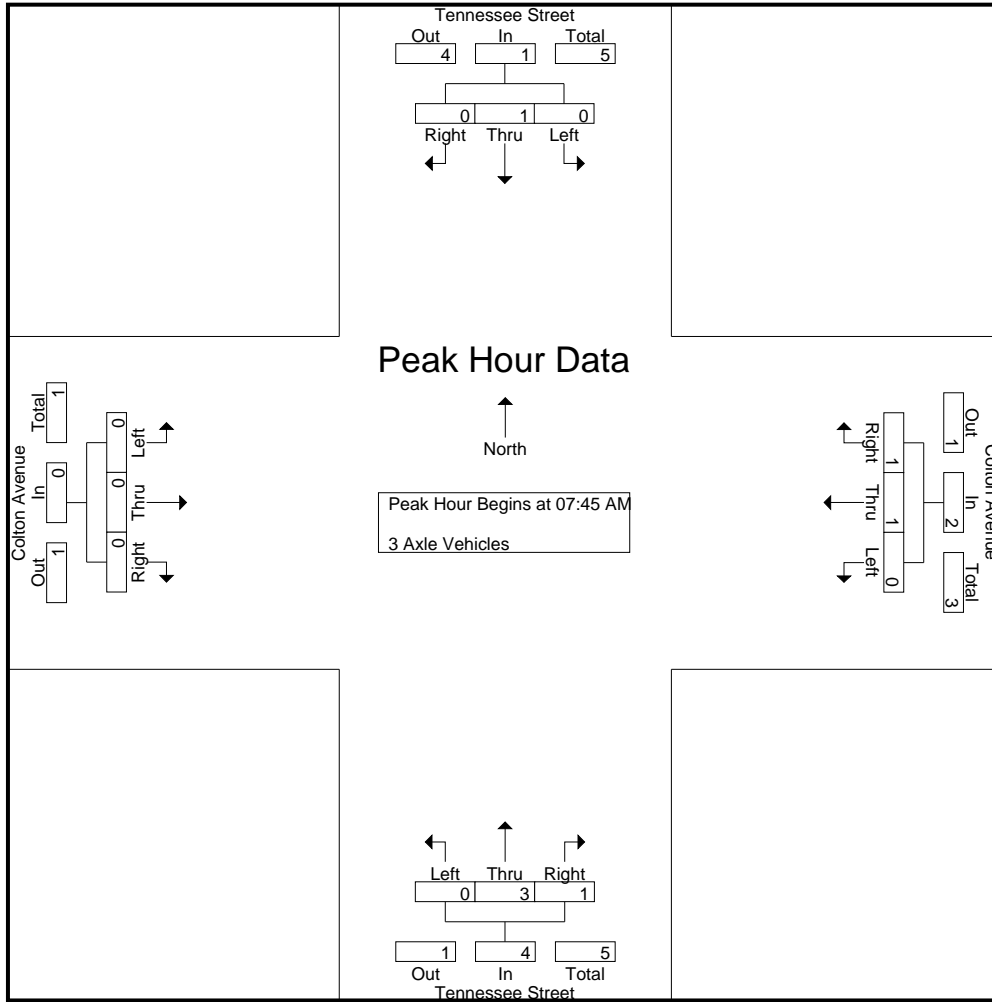 Tennessee Street
Out In Total
4 1 5
0 1 0
Right Thru Left
Peak Hour Data
North
Peak Hour Begins at 07:45 AM
3 Axle Vehicles
Colton Avenue
Out In Total
1 0 1
0 0 0
Right Thru Left
Colton Avenue
Out In Total
1 2 3
1 1 0
Right Thru Left
Left Thru Right
0 3 1
1 4 5
Out In Total
Tennessee Street